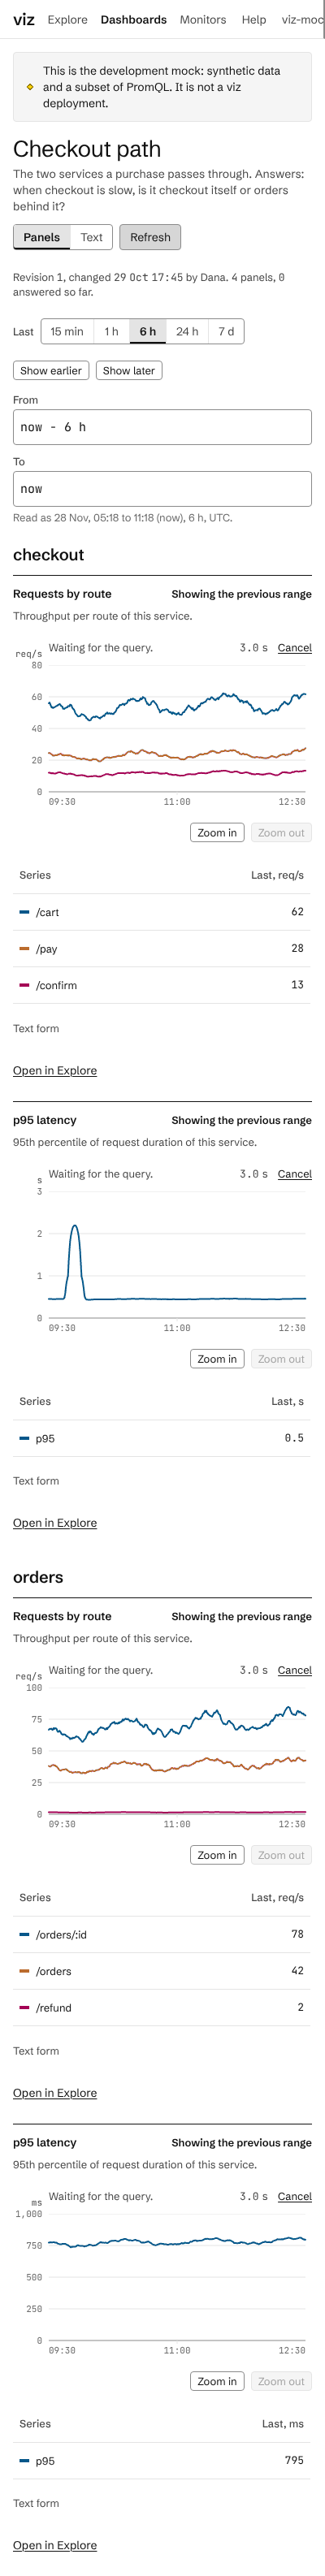 viz Explore Dashboards Monitors Help viz-moc
This is the development mock: synthetic data
and a subset of PromQL. It is not a viz
deployment.
Checkout path
The two services a purchase passes through. Answers:
when checkout is slow, is it checkout itself or orders
behind it?
Panels Text Refresh
Revision 1, changed 29 Oct 17:45 by Dana. 4 panels, 0
answered so far.
Last 15 min 1 h 6 h 24 h 7 d
Show earlier Show later
From
now - 6 h
To
now
Read as 28 Nov, 05:18 to 11:18 (now), 6 h, UTC.
checkout
Requests by route Showing the previous range
Throughput per route of this service.
req/s Waiting for the query. 3.0 s Cancel
80
60
40
20
0
09:30 11:00 12:30
Zoom in Zoom out
Series Last, req/s
/cart 62
/pay 28
/confirm 13
Text form
Open in Explore
p95 latency Showing the previous range
95th percentile of request duration of this service.
s Waiting for the query. 3.0 s Cancel
3
2
1
0
09:30 11:00 12:30
Zoom in Zoom out
Series Last, s
p95 0.5
Text form
Open in Explore
orders
Requests by route Showing the previous range
Throughput per route of this service.
req/s Waiting for the query. 3.0 s Cancel
100
75
50
25
0
09:30 11:00 12:30
Zoom in Zoom out
Series Last, req/s
/orders/:id 78
/orders 42
/refund 2
Text form
Open in Explore
p95 latency Showing the previous range
95th percentile of request duration of this service.
ms Waiting for the query. 3.0 s Cancel
1,000
750
500
250
0
09:30 11:00 12:30
Zoom in Zoom out
Series Last, ms
p95 795
Text form
Open in Explore